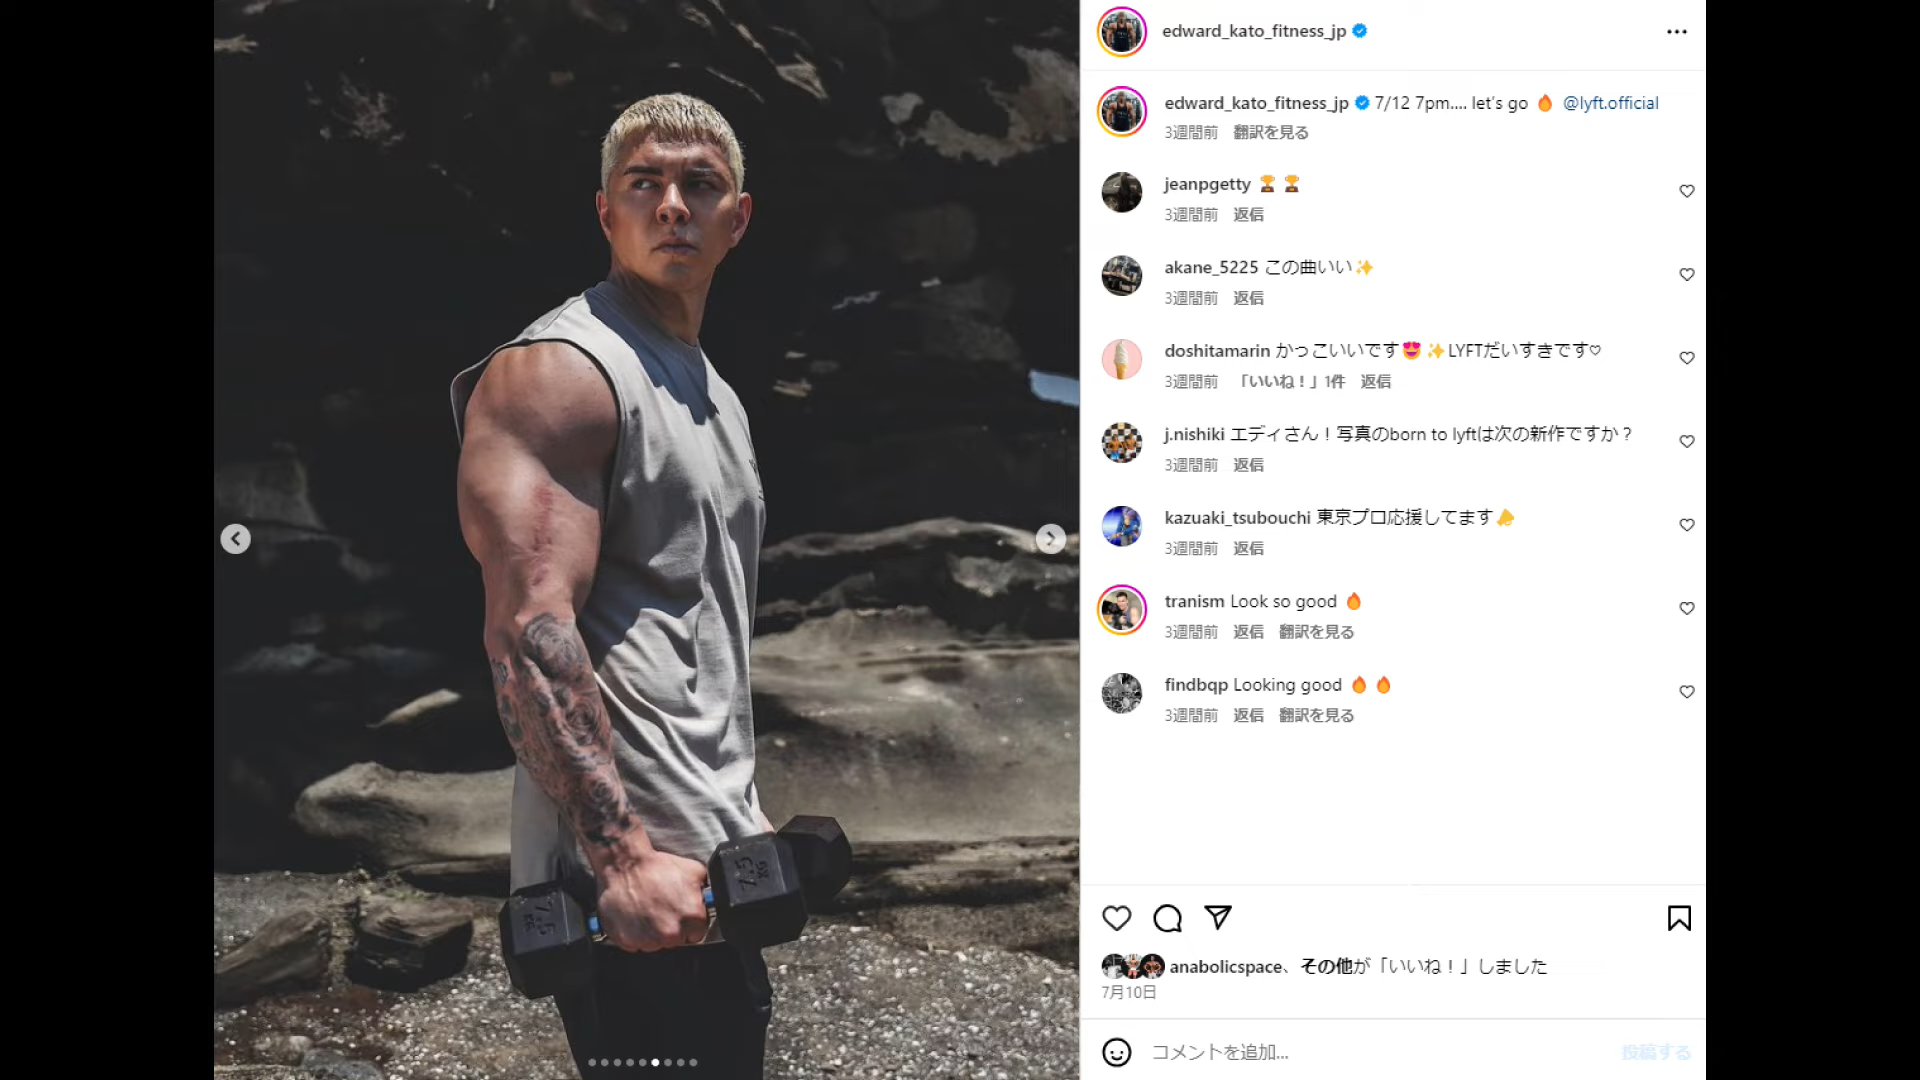 edward_kato_fitness_jp
edward_kato_fitness_jp 7/12 7pm.... let's go 🔥 @lyft.official
3週間前 翻訳を見る
jeanpgetty 🏆 🏆
3週間前 返信
akane_5225 この曲いい✨
3週間前 返信
doshitamarin かっこいいです😍✨LYFTだいすきです♡
3週間前 「いいね！」1件 返信
j.nishiki エディさん！写真のborn to lyftは次の新作ですか？
3週間前 返信
kazuaki_tsubouchi 東京プロ応援してます📣
3週間前 返信
tranism Look so good 🔥
3週間前 返信 翻訳を見る
findbqp Looking good 🔥 🔥
3週間前 返信 翻訳を見る
7.5
KG
anabolicspace、その他が「いいね！」しました
7月10日
コメントを追加...
投稿する